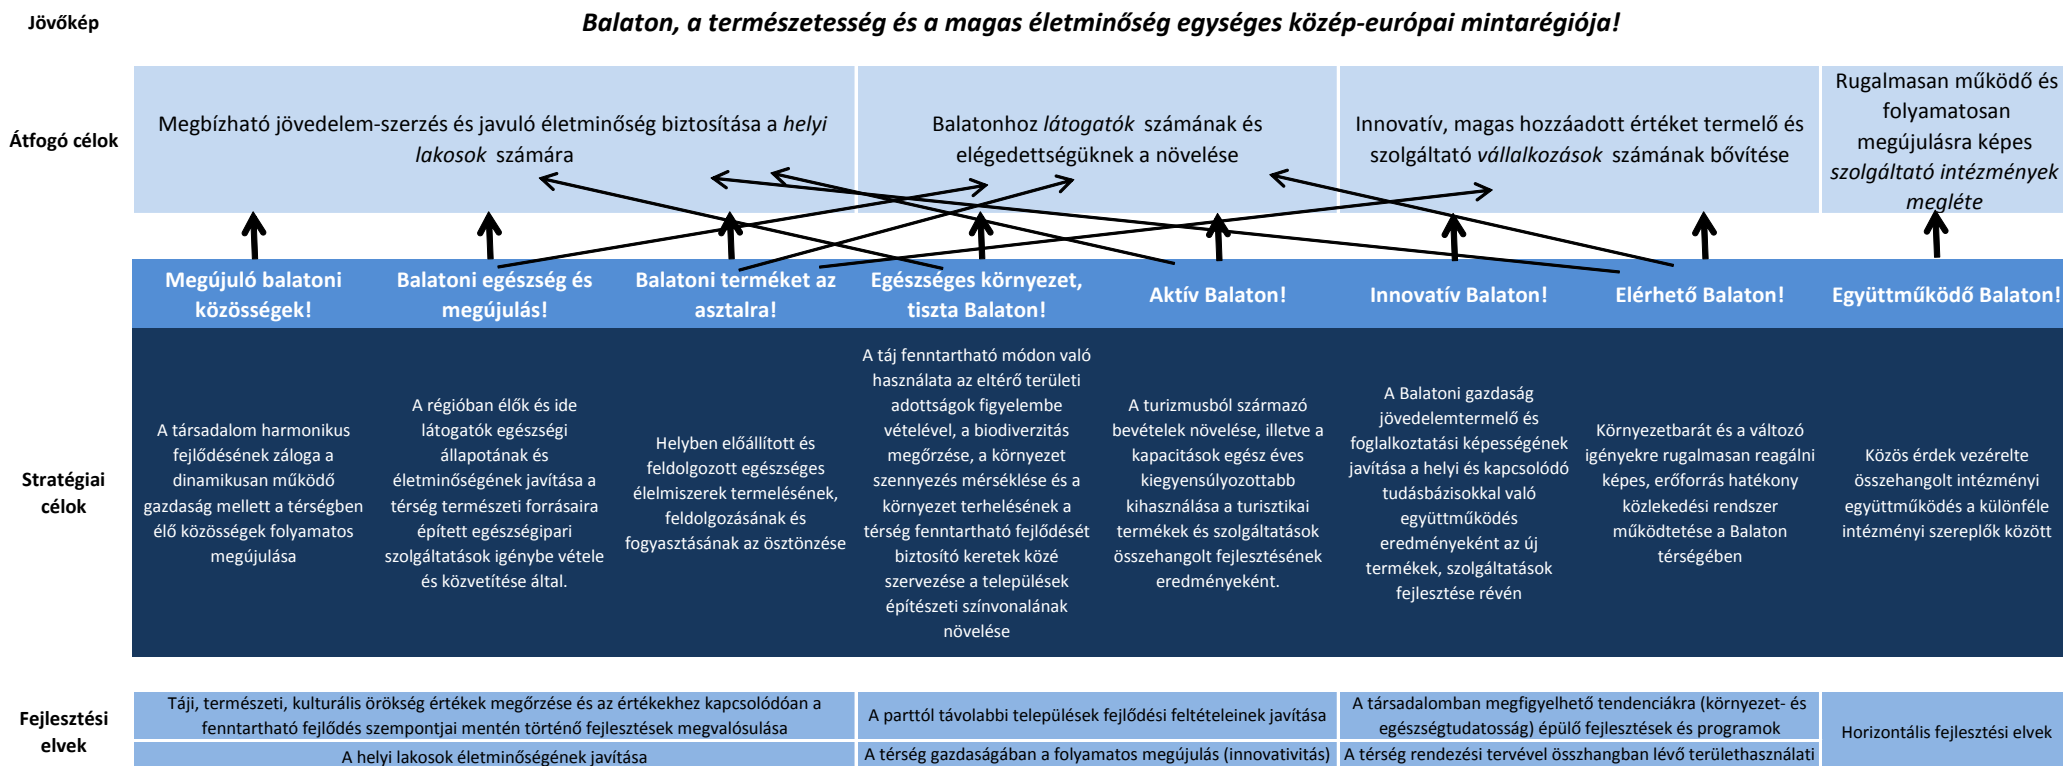 Jövőkép
Balaton, a természetesség és a magas életminőség egységes közép-európai mintarégiója!
Átfogó célok
Megbízható jövedelem-szerzés és javuló életminőség biztosítása a helyi
lakosok számára
Balatonhoz látogatók számának és
elégedettségüknek a növelése
Innovatív, magas hozzáadott értéket termelő és
szolgáltató vállalkozások számának bővítése
Rugalmasan működő és
folyamatosan
megújulásra képes
szolgáltató intézmények
megléte
Megújuló balatoni
közösségek!
Balatoni egészség és
megújulás!
Balatoni terméket az
asztalra!
Egészséges környezet,
tiszta Balaton!
Aktív Balaton!
Innovatív Balaton!
Elérhető Balaton!
Együttműködő Balaton!
Stratégiai
célok
A társadalom harmonikus
fejlődésének záloga a
dinamikusan működő
gazdaság mellett a térségben
élő közösségek folyamatos
megújulása
A régióban élők és ide
látogatók egészségi
állapotának és
életminőségének javítása a
térség természeti forrásaira
épített egészségipari
szolgáltatások igénybe vétele
és közvetítése által.
Helyben előállított és
feldolgozott egészséges
élelmiszerek termelésének,
feldolgozásának és
fogyasztásának az ösztönzése
A táj fenntartható módon való
használata az eltérő területi
adottságok figyelembe
vételével, a biodiverzitás
megőrzése, a környezet
szennyezés mérséklése és a
környezet terhelésének a
térség fenntartható fejlődését
biztosító keretek közé
szervezése a települések
építészeti színvonalának
növelése
A turizmusból származó
bevételek növelése, illetve a
kapacitások egész éves
kiegyensúlyozottabb
kihasználása a turisztikai
termékek és szolgáltatások
összehangolt fejlesztésének
eredményeként.
A Balatoni gazdaság
jövedelemtermelő és
foglalkoztatási képességének
javítása a helyi és kapcsolódó
tudásbázisokkal való
együttműködés
eredményeként az új
termékek, szolgáltatások
fejlesztése révén
Környezetbarát és a változó
igényekre rugalmasan reagálni
képes, erőforrás hatékony
közlekedési rendszer
működtetése a Balaton
térségében
Közös érdek vezérelte
összehangolt intézményi
együttműködés a különféle
intézményi szereplők között
Fejlesztési
elvek
Táji, természeti, kulturális örökség értékek megőrzése és az értékekhez kapcsolódóan a
fenntartható fejlődés szempontjai mentén történő fejlesztések megvalósulása
A parttól távolabbi települések fejlődési feltételeinek javítása
A társadalomban megfigyelhető tendenciákra (környezet- és
egészségtudatosság) épülő fejlesztések és programok
Horizontális fejlesztési elvek
A helyi lakosok életminőségének javítása
A térség gazdaságában a folyamatos megújulás (innovativitás)
A térség rendezési tervével összhangban lévő területhasználati